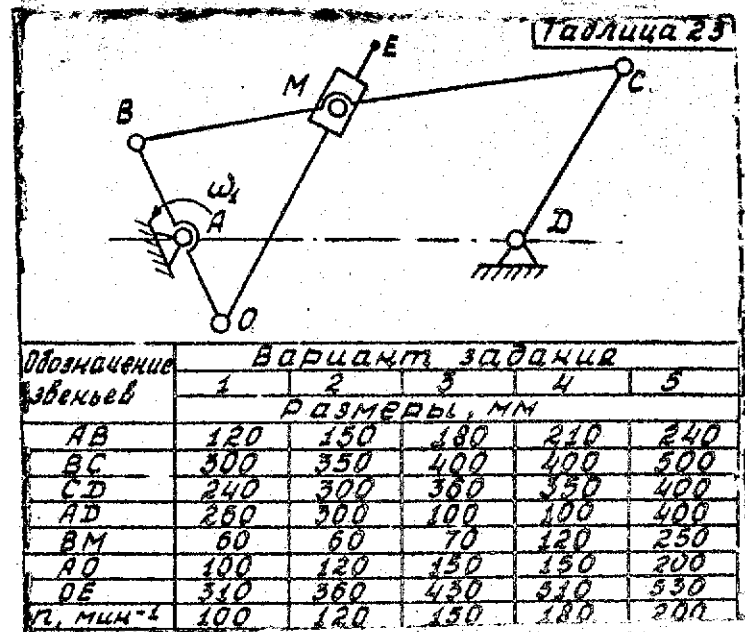 Таблица 23
E
C
M
B
ω₁
A
D
O
Обозначение звеньев
Вариант задание
1 2 3 4 5
Размеры, мм
AB 120 150 180 210 240
BC 300 350 400 400 500
CD 240 300 360 350 400
AD 260 300 100 100 400
BM 60 60 70 120 250
AO 100 120 150 150 200
OE 310 360 430 510 530
n, мин-1 100 120 150 180 200